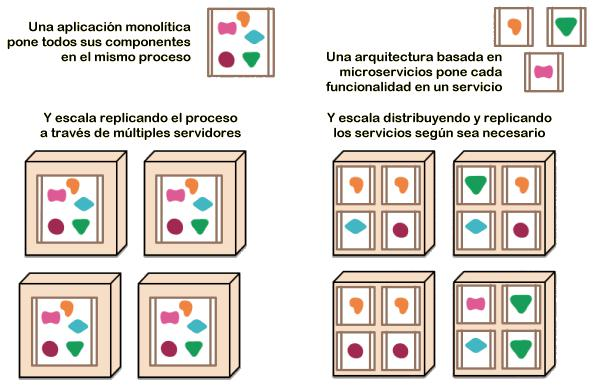 Una aplicación monolítica
pone todos sus componentes
en el mismo proceso
Una arquitectura basada en
microservicios pone cada
funcionalidad en un servicio
Y escala replicando el proceso
a través de múltiples servidores
Y escala distribuyendo y replicando
los servicios según sea necesario